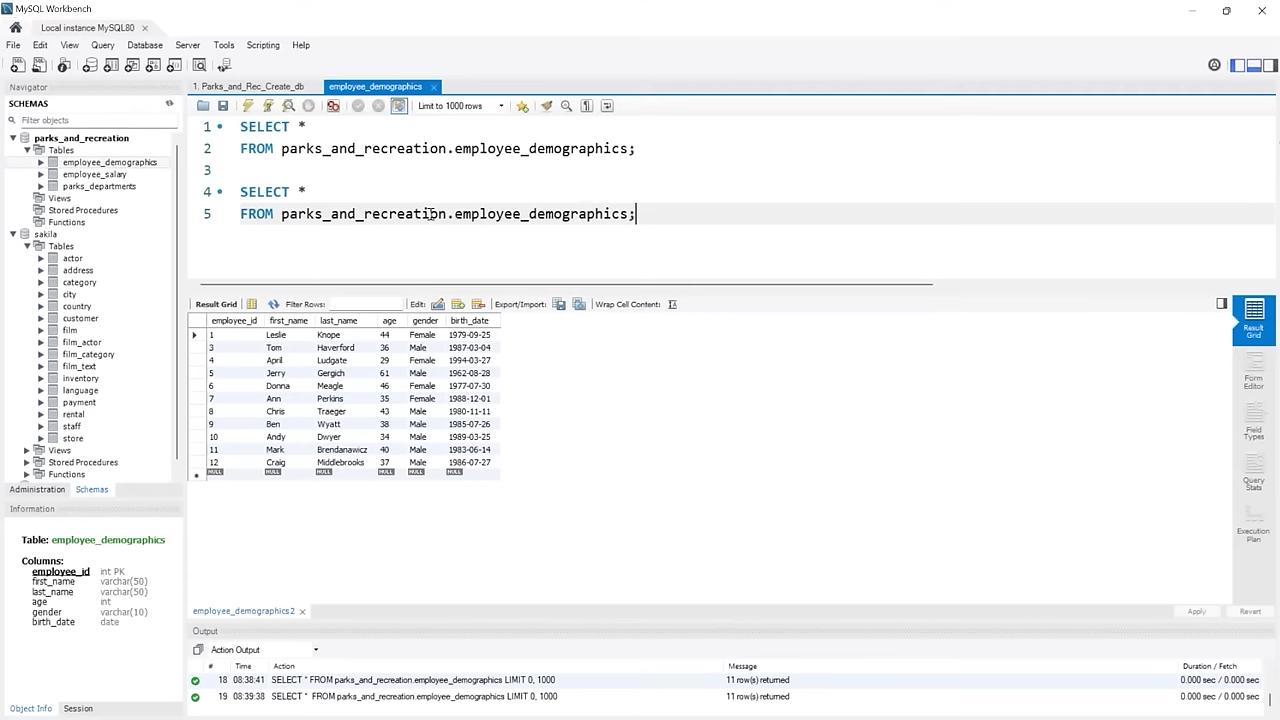 MySQL Workbench
Local instance MySQL80
File Edit View Query Database Server Tools Scripting Help
Navigator
SCHEMAS
Filter objects
parks_and_recreation
Tables
employee_demographics
employee_salary
parks_departments
Views
Stored Procedures
Functions
sakila
Tables
actor
address
category
city
country
customer
film
film_actor
film_category
film_text
inventory
language
payment
rental
staff
store
Views
Stored Procedures
Functions
Administration Schemas
Information
Table: employee_demographics
Columns:
employee_id int PK
first_name varchar(50)
last_name varchar(50)
age int
gender varchar(10)
birth_date date
Object Info Session
1. Parks_and_Rec_Create_db employee_demographics
Limit to 1000 rows
1 SELECT *
2 FROM parks_and_recreation.employee_demographics;
3
4 SELECT *
5 FROM parks_and_recreation.employee_demographics;
Result Grid Filter Rows: Edit: Export/Import: Wrap Cell Content:
employee_id first_name last_name age gender birth_date
1 Leslie Knope 44 Female 1979-09-25
3 Tom Haverford 36 Male 1987-03-04
4 April Ludgate 29 Female 1994-03-27
5 Jerry Gergich 61 Male 1962-08-28
6 Donna Meagle 46 Female 1977-07-30
7 Ann Perkins 35 Female 1988-12-01
8 Chris Traeger 43 Male 1980-11-11
9 Ben Wyatt 38 Male 1985-07-26
10 Andy Dwyer 34 Male 1989-03-25
11 Mark Brendanawicz 40 Male 1983-06-14
12 Craig Middlebrooks 37 Male 1986-07-27
NULL NULL NULL NULL NULL NULL
Result
Grid
Form
Editor
Field
Types
Query
Stats
Execution
Plan
employee_demographics 2
Apply Revert
Output
Action Output
# Time Action Message Duration / Fetch
18 08:38:41 SELECT * FROM parks_and_recreation.employee_demographics LIMIT 0, 1000 11 row(s) returned 0.000 sec / 0.000 sec
19 08:39:38 SELECT * FROM parks_and_recreation.employee_demographics LIMIT 0, 1000 11 row(s) returned 0.000 sec / 0.000 sec